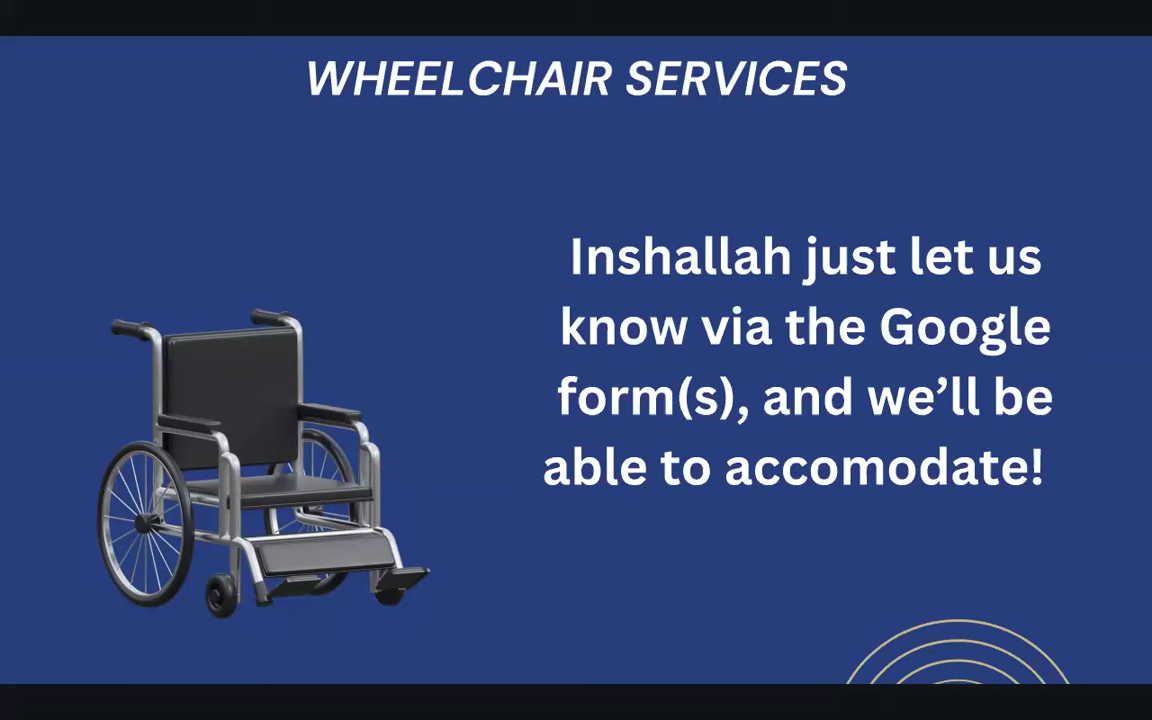 WHEELCHAIR SERVICES
Inshallah just let us
know via the Google
form(s), and we’ll be
able to accomodate!